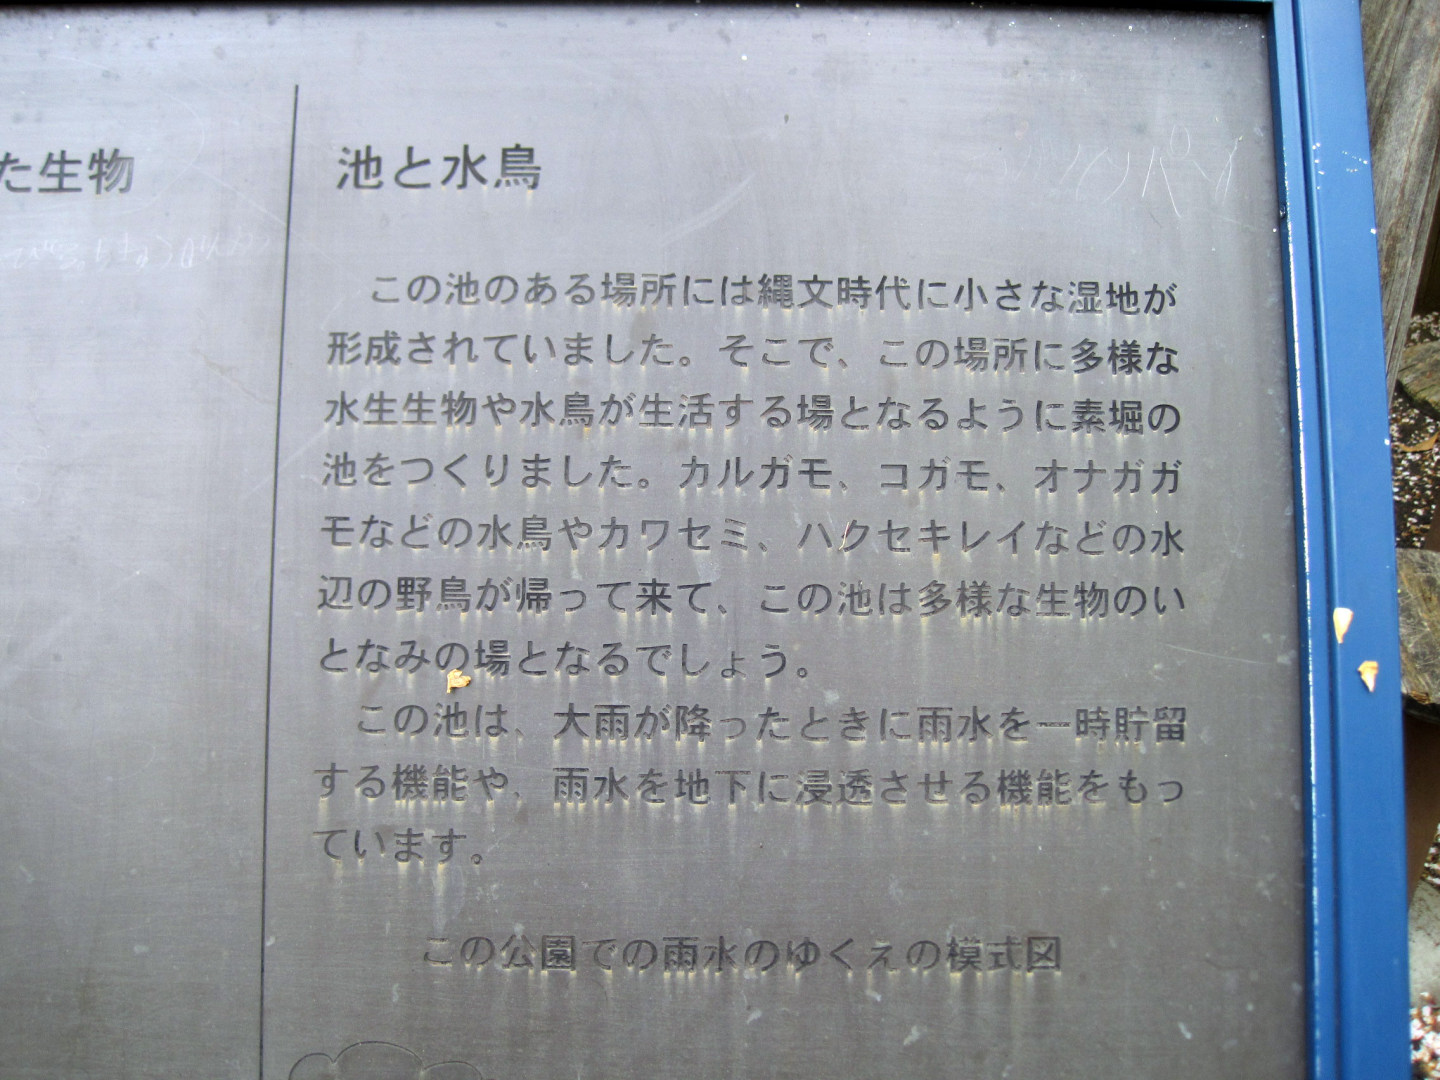 た生物
池と水鳥
この池のある場所には縄文時代に小さな湿地が
形成されていました。そこで、この場所に多様な
水生生物や水鳥が生活する場となるように素堀の
池をつくりました。カルガモ、コガモ、オナガガ
モなどの水鳥やカワセミ、ハクセキレイなどの水
辺の野鳥が帰って来て、この池は多様な生物のい
となみの場となるでしょう。
この池は、大雨が降ったときに雨水を一時貯留
する機能や、雨水を地下に浸透させる機能をもっ
ています。
この公園での雨水のゆくえの模式図